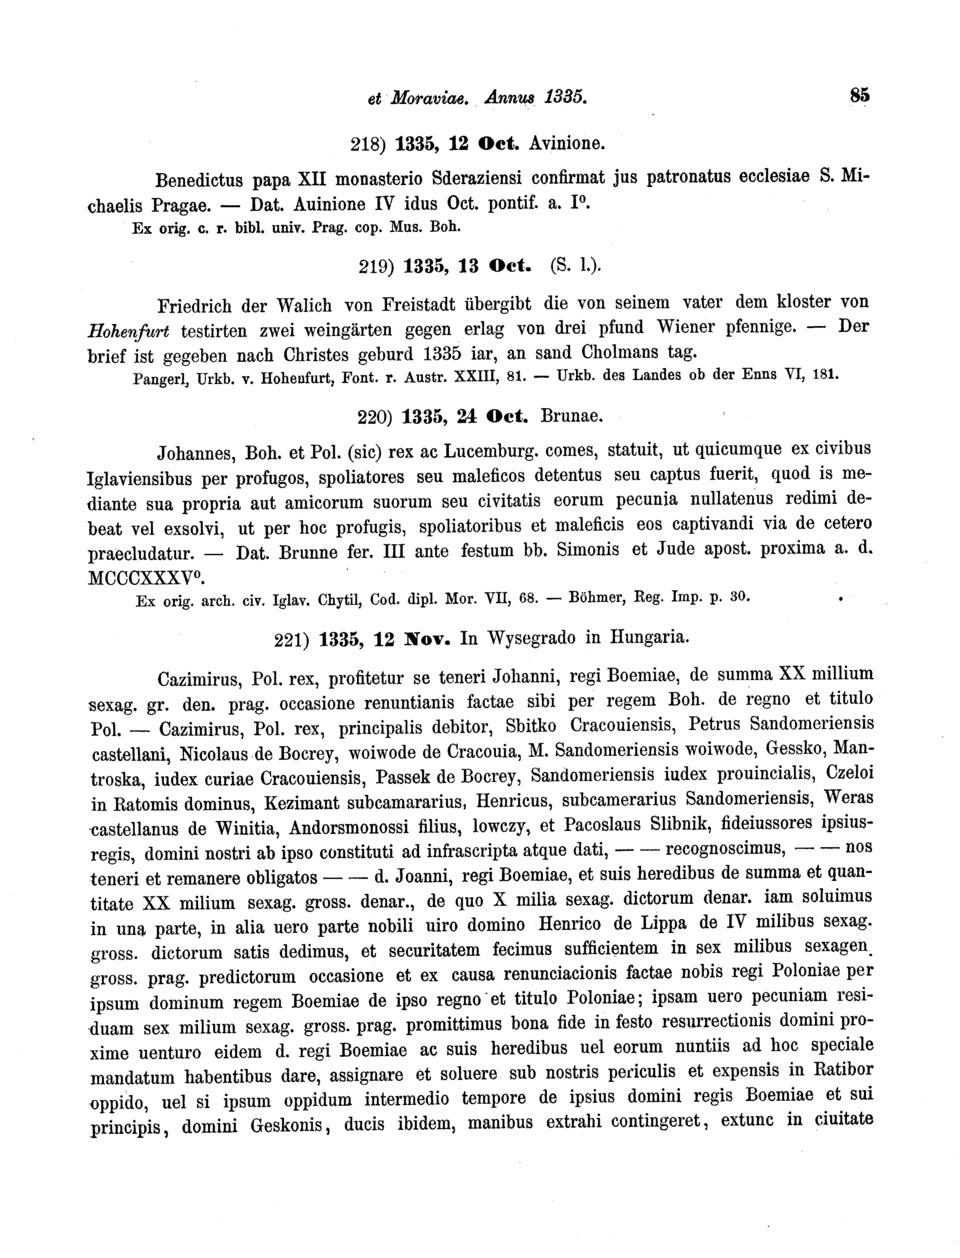 et Moraviae. Annus 1335. 85
218) 1335, 12 Oct. Avinione.
Benedictus papa XII monasterio Sderaziensi confirmat jus patronatus ecclesiae S. Mi-
chaelis Pragae. — Dat. Auinione IV idus Oct. pontif. a. I⁰.
Ex orig. c. r. bibl. univ. Prag. cop. Mus. Boh.
219) 1335, 13 Oct. (S. l.).
Friedrich der Walich von Freistadt übergibt die von seinem vater dem kloster von
Hohenfurt testirten zwei weingärten gegen erlag von drei pfund Wiener pfennige. — Der
brief ist gegeben nach Christes geburd 1335 iar, an sand Cholmans tag.
Pangerl, Urkb. v. Hohenfurt, Font. r. Austr. XXIII, 81. — Urkb. des Landes ob der Enns VI, 181.
220) 1335, 24 Oct. Brunae.
Johannes, Boh. et Pol. (sic) rex ac Lucemburg. comes, statuit, ut quicumque ex civibus
Iglaviensibus per profugos, spoliatores seu maleficos detentus seu captus fuerit, quod is me-
diante sua propria aut amicorum suorum seu civitatis eorum pecunia nullatenus redimi de-
beat vel exsolvi, ut per hoc profugis, spoliatoribus et maleficis eos captivandi via de cetero
praecludatur. — Dat. Brunne fer. III ante festum bb. Simonis et Jude apost. proxima a. d.
MCCCXXXV⁰.
Ex orig. arch. civ. Iglav. Chytil, Cod. dipl. Mor. VII, 68. — Böhmer, Reg. Imp. p. 30.
221) 1335, 12 Nov. In Wysegrado in Hungaria.
Cazimirus, Pol. rex, profitetur se teneri Johanni, regi Boemiae, de summa XX millium
sexag. gr. den. prag. occasione renuntianis factae sibi per regem Boh. de regno et titulo
Pol. — Cazimirus, Pol. rex, principalis debitor, Sbitko Cracouiensis, Petrus Sandomeriensis
castellani, Nicolaus de Bocrey, woiwode de Cracouia, M. Sandomeriensis woiwode, Gessko, Man-
troska, iudex curiae Cracouiensis, Passek de Bocrey, Sandomeriensis iudex prouincialis, Czeloi
in Ratomis dominus, Kezimant subcamararius, Henricus, subcamerarius Sandomeriensis, Weras
castellanus de Winitia, Andorsmonossi filius, lowczy, et Pacoslaus Slibnik, fideiussores ipsius-
regis, domini nostri ab ipso constituti ad infrascripta atque dati, — — recognoscimus, — — nos
teneri et remanere obligatos — — d. Joanni, regi Boemiae, et suis heredibus de summa et quan-
titate XX milium sexag. gross. denar., de quo X milia sexag. dictorum denar. iam soluimus
in una parte, in alia uero parte nobili uiro domino Henrico de Lippa de IV milibus sexag.
gross. dictorum satis dedimus, et securitatem fecimus sufficientem in sex milibus sexagen.
gross. prag. predictorum occasione et ex causa renunciacionis factae nobis regi Poloniae per
ipsum dominum regem Boemiae de ipso regno et titulo Poloniae; ipsam uero pecuniam resi-
duam sex milium sexag. gross. prag. promittimus bona fide in festo resurrectionis domini pro-
xime uenturo eidem d. regi Boemiae ac suis heredibus uel eorum nuntiis ad hoc speciale
mandatum habentibus dare, assignare et soluere sub nostris periculis et expensis in Ratibor
oppido, uel si ipsum oppidum intermedio tempore de ipsius domini regis Boemiae et sui
principis, domini Geskonis, ducis ibidem, manibus extrahi contingeret, extunc in ciuitate